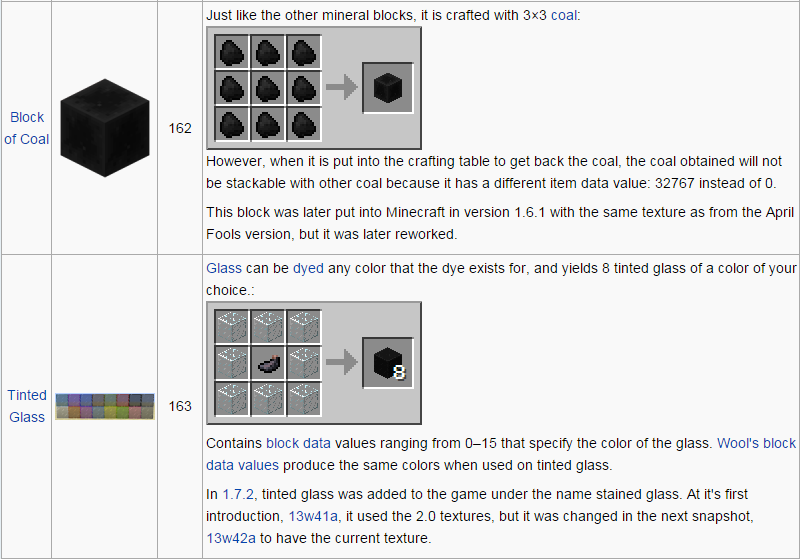 Just like the other mineral blocks, it is crafted with 3×3 coal:
Block
of Coal
162
However, when it is put into the crafting table to get back the coal, the coal obtained will not
be stackable with other coal because it has a different item data value: 32767 instead of 0.
This block was later put into Minecraft in version 1.6.1 with the same texture as from the April
Fools version, but it was later reworked.
Glass can be dyed any color that the dye exists for, and yields 8 tinted glass of a color of your
choice.:
8
Tinted
Glass
163
Contains block data values ranging from 0–15 that specify the color of the glass. Wool's block
data values produce the same colors when used on tinted glass.
In 1.7.2, tinted glass was added to the game under the name stained glass. At it's first
introduction, 13w41a, it used the 2.0 textures, but it was changed in the next snapshot,
13w42a to have the current texture.